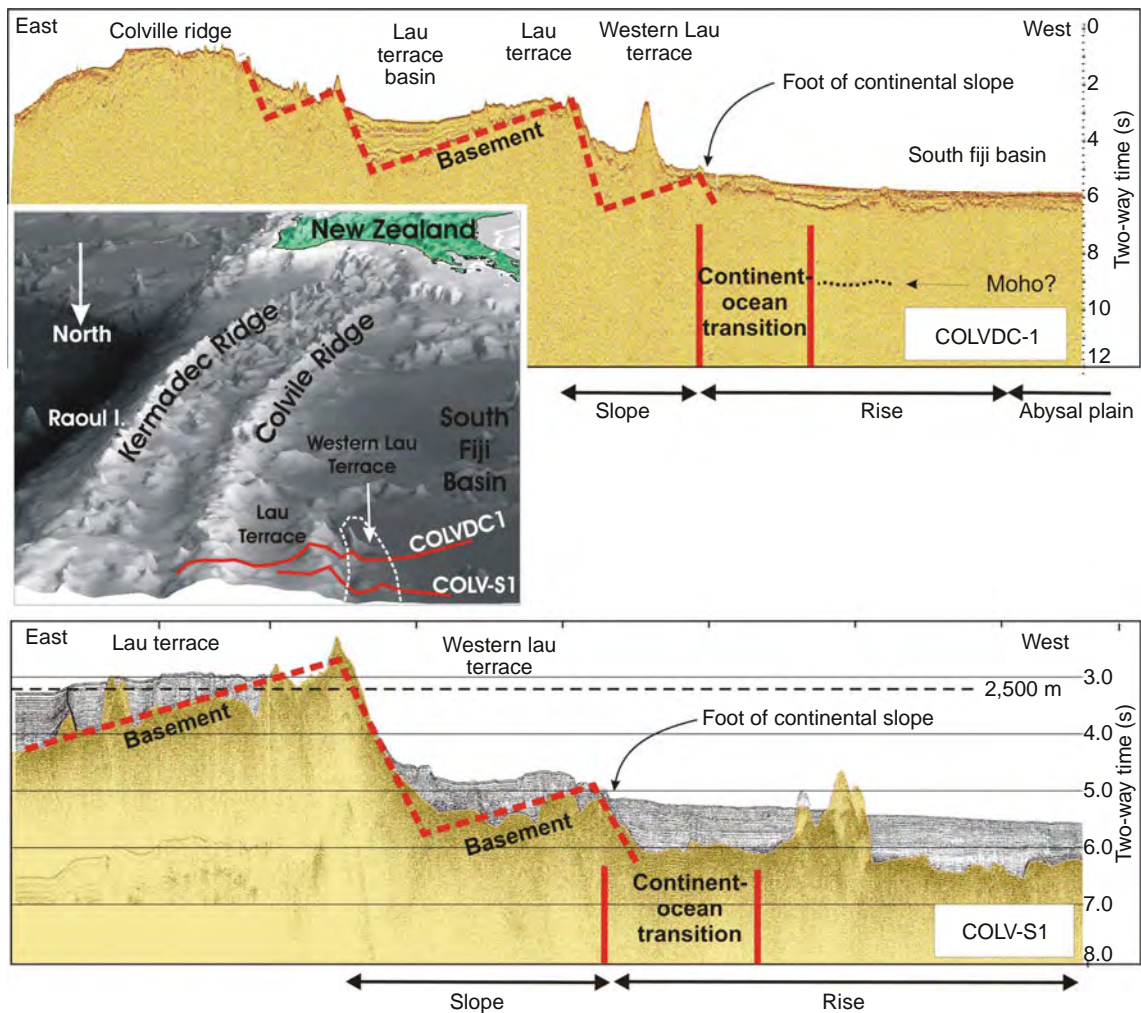 East
Colville ridge
Lau
terrace
basin
Lau
terrace
Western Lau
terrace
West
Foot of continental slope
South fiji basin
Basement
Continent-
ocean
transition
Moho?
COLVDC-1
0
2
4
6
8
10
12
Two-way time (s)
Slope
Rise
Abysal plain
New Zealand
North
Kermadec Ridge
Colvile Ridge
Raoul I.
South
Fiji
Basin
Western Lau
Terrace
Lau
Terrace
COLVDC1
COLV-S1
East
Lau terrace
Western lau
terrace
West
2,500 m
Foot of continental slope
Basement
Basement
Continent-
ocean
transition
COLV-S1
3.0
4.0
5.0
6.0
7.0
8.0
Two-way time (s)
Slope
Rise